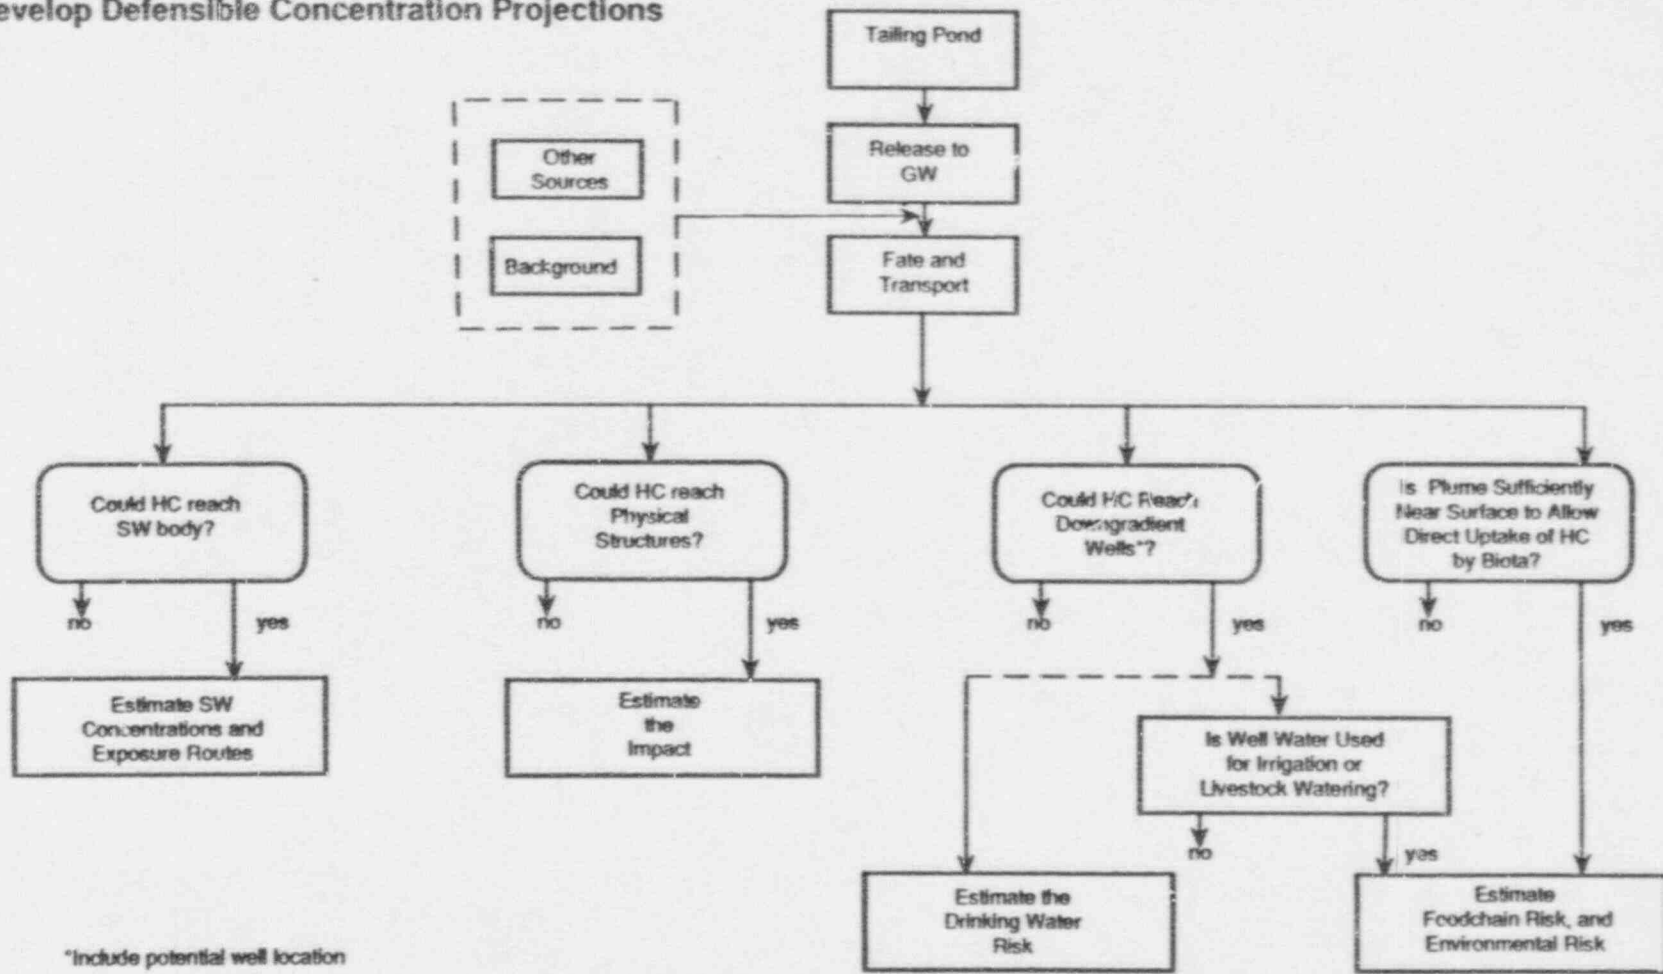 evelop Defensible Concentration Projections
Tailing Pond
Release to
GW
Other
Sources
Background
Fate and
Transport
Could HC reach
SW body?
no
yes
Estimate SW
Concentrations and
Exposure Routes
Could HC reach
Physical
Structures?
no
yes
Estimate
the
Impact
Could HC Reach
Downgradient
Wells*?
no
yes
Is Well Water Used
for Irrigation or
Livestock Watering?
no
yes
Estimate the
Drinking Water
Risk
Is Plume Sufficiently
Near Surface to Allow
Direct Uptake of HC
by Biota?
no
yes
Estimate
Foodchain Risk, and
Environmental Risk
*Include potential well location